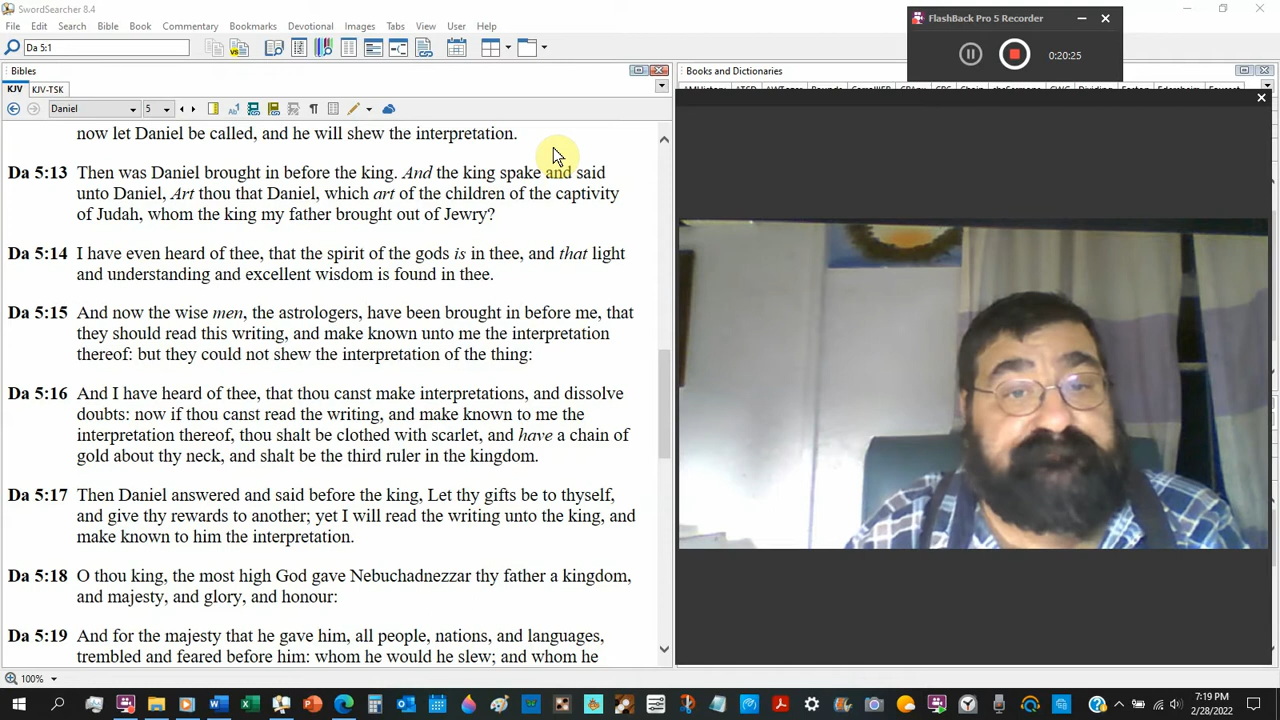 SwordSearcher 8.4
File Edit Search Bible Book Commentary Bookmarks Devotional Images Tabs View User Help
Da 5:1
FlashBack Pro 5 Recorder
0:20:25
Bibles
Books and Dictionaries
KJV KJV-TSK
Daniel 5
now let Daniel be called, and he will shew the interpretation.
Da 5:13 Then was Daniel brought in before the king. And the king spake and said
unto Daniel, Art thou that Daniel, which art of the children of the captivity
of Judah, whom the king my father brought out of Jewry?
Da 5:14 I have even heard of thee, that the spirit of the gods is in thee, and that light
and understanding and excellent wisdom is found in thee.
Da 5:15 And now the wise men, the astrologers, have been brought in before me, that
they should read this writing, and make known unto me the interpretation
thereof: but they could not shew the interpretation of the thing:
Da 5:16 And I have heard of thee, that thou canst make interpretations, and dissolve
doubts: now if thou canst read the writing, and make known to me the
interpretation thereof, thou shalt be clothed with scarlet, and have a chain of
gold about thy neck, and shalt be the third ruler in the kingdom.
Da 5:17 Then Daniel answered and said before the king, Let thy gifts be to thyself,
and give thy rewards to another; yet I will read the writing unto the king, and
make known to him the interpretation.
Da 5:18 O thou king, the most high God gave Nebuchadnezzar thy father a kingdom,
and majesty, and glory, and honour:
Da 5:19 And for the majesty that he gave him, all people, nations, and languages,
trembled and feared before him: whom he would he slew; and whom he
100%
7:19 PM
2/28/2022